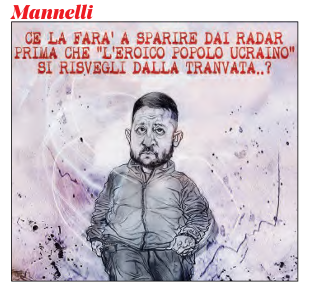 Mannelli
CE LA FARA' A SPARIRE DAI RADAR
PRIMA CHE "L'EROICO POPOLO UCRAINO"
SI RISVEGLI DALLA TRANVATA..?